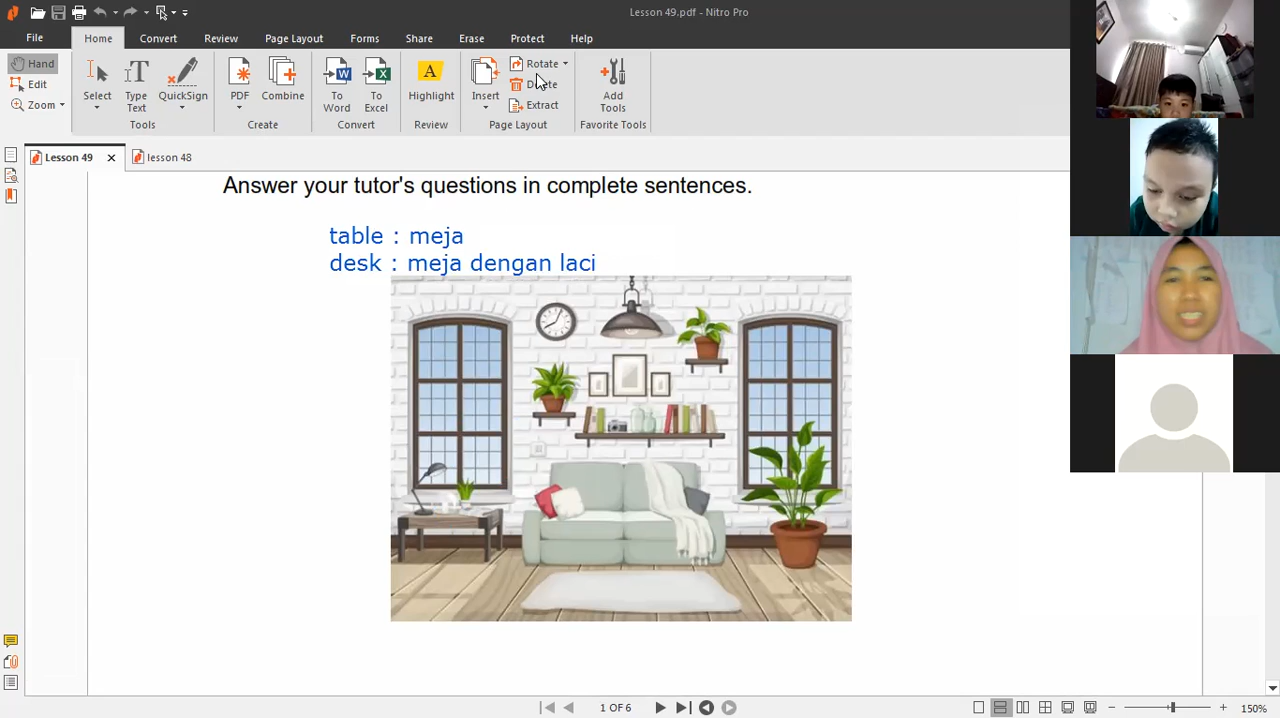 Lesson 49.pdf - Nitro Pro
File Home Convert Review Page Layout Forms Share Erase Protect Help
Hand
Edit
Zoom
Select
Type Text
QuickSign
Tools
PDF
Combine
Create
To Word
To Excel
Convert
Highlight
Review
Insert
Rotate
Extract
Page Layout
Add Tools
Favorite Tools
Lesson 49
lesson 48
Answer your tutor's questions in complete sentences.
table : meja
desk : meja dengan laci
1 OF 6
150%